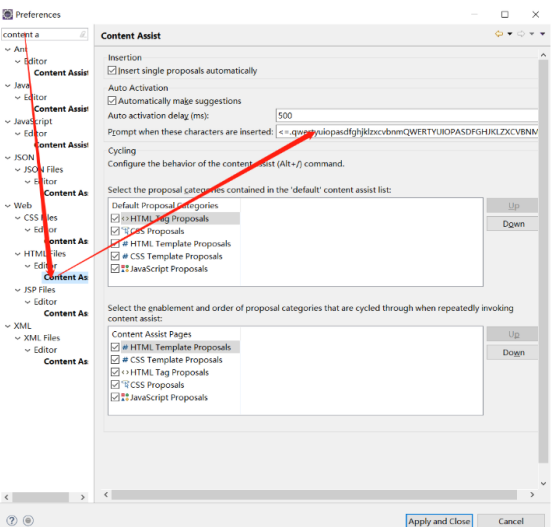 Preferences
content a
Ant
Editor
Content Assist
Java
Editor
Content Assist
JavaScript
Editor
Content Assist
JSON
JSON Files
Editor
Content As
Web
CSS Files
Editor
Content As
HTML Files
Editor
Content As
JSP Files
Editor
Content As
XML
XML Files
Editor
Content As
Content Assist
Insertion
Insert single proposals automatically
Auto Activation
Automatically make suggestions
Auto activation delay (ms): 500
Prompt when these characters are inserted: <=.qwertyuiopasdfghjklzxcvbnmQWERTYUIOPASDFGHJKLZXCVBNM
Cycling
Configure the behavior of the content assist (Alt+/) command.
Select the proposal categories contained in the 'default' content assist list:
Default Proposal Categories
HTML Tag Proposals
CSS Proposals
# HTML Template Proposals
# CSS Template Proposals
JavaScript Proposals
Up
Down
Select the enablement and order of proposal categories that are cycled through when repeatedly invoking
content assist:
Content Assist Pages
# HTML Template Proposals
# CSS Template Proposals
HTML Tag Proposals
CSS Proposals
JavaScript Proposals
Up
Down
Apply and Close
Cancel